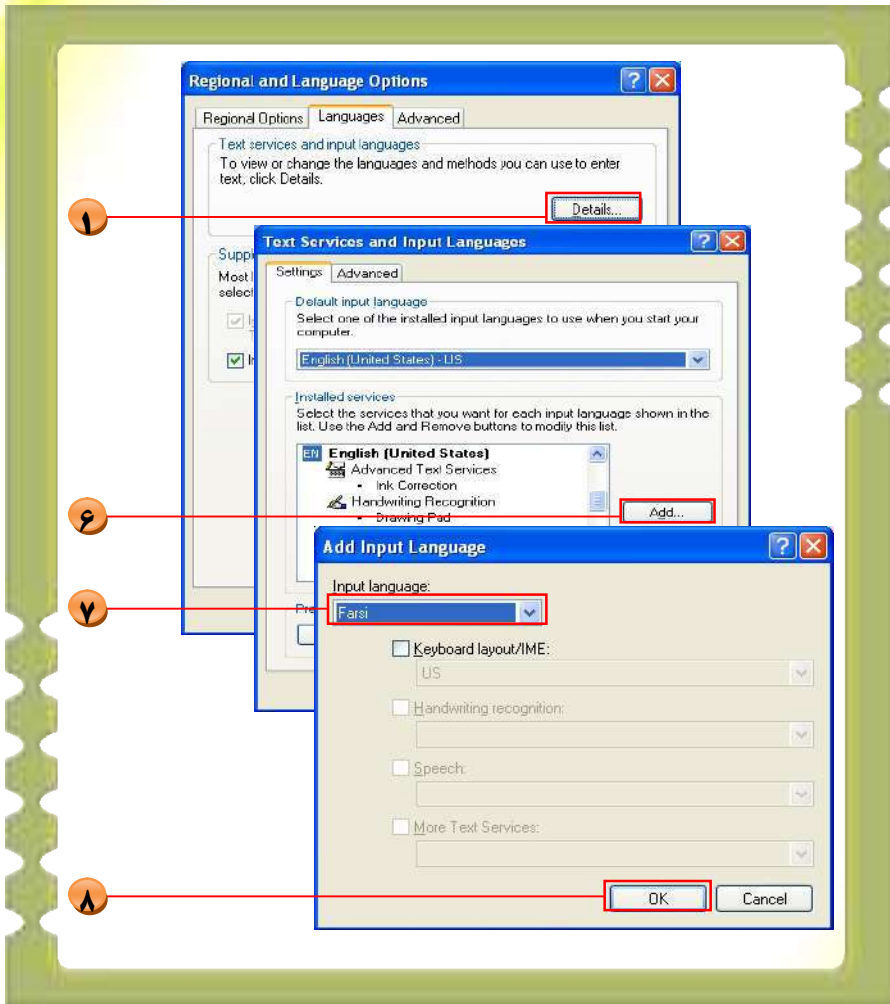 Regional and Language Options
Regional Options Languages Advanced
Text services and input languages
To view or change the languages and methods you can use to enter
text, click Details.
۱
Details...
Text Services and Input Languages
Settings Advanced
Default input language
Select one of the installed input languages to use when you start your
computer.
English (United States) - US
Installed services
Select the services that you want for each input language shown in the
list. Use the Add and Remove buttons to modify this list.
EN English (United States)
Advanced Text Services
• Ink Correction
Handwriting Recognition
• Drawing Pad
۶
Add...
Add Input Language
Input language:
۷
Farsi
Keyboard layout/IME:
US
Handwriting recognition:
Speech:
More Text Services:
۸
OK Cancel